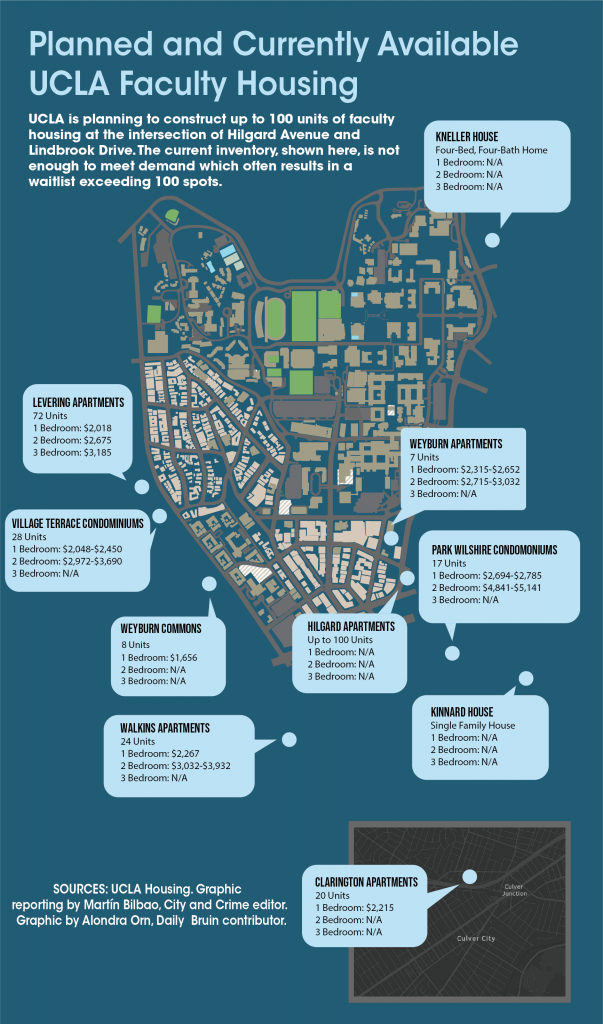 Planned and Currently Available
UCLA Faculty Housing
UCLA is planning to construct up to 100 units of faculty
housing at the intersection of Hilgard Avenue and
Lindbrook Drive. The current inventory, shown here, is not
enough to meet demand which often results in a
waitlist exceeding 100 spots.
KNELLER HOUSE
Four-Bed, Four-Bath Home
1 Bedroom: N/A
2 Bedroom: N/A
3 Bedroom: N/A
LEVERING APARTMENTS
72 Units
1 Bedroom: $2,018
2 Bedroom: $2,675
3 Bedroom: $3,185
WEYBURN APARTMENTS
7 Units
1 Bedroom: $2,315-$2,652
2 Bedroom: $2,715-$3,032
3 Bedroom: N/A
VILLAGE TERRACE CONDOMINIUMS
28 Units
1 Bedroom: $2,048-$2,450
2 Bedroom: $2,972-$3,690
3 Bedroom: N/A
PARK WILSHIRE CONDOMONIUMS
17 Units
1 Bedroom: $2,694-$2,785
2 Bedroom: $4,841-$5,141
3 Bedroom: N/A
WEYBURN COMMONS
8 Units
1 Bedroom: $1,656
2 Bedroom: N/A
3 Bedroom: N/A
HILGARD APARTMENTS
Up to 100 Units
1 Bedroom: N/A
2 Bedroom: N/A
3 Bedroom: N/A
KINNARD HOUSE
Single Family House
1 Bedroom: N/A
2 Bedroom: N/A
3 Bedroom: N/A
WALKINS APARTMENTS
24 Units
1 Bedroom: $2,267
2 Bedroom: $3,032-$3,932
3 Bedroom: N/A
CLARINGTON APARTMENTS
20 Units
1 Bedroom: $2,215
2 Bedroom: N/A
3 Bedroom: N/A
Culver
Junction
Culver City
SOURCES: UCLA Housing. Graphic
reporting by Martín Bilbao, City and Crime editor.
Graphic by Alondra Orn, Daily Bruin contributor.